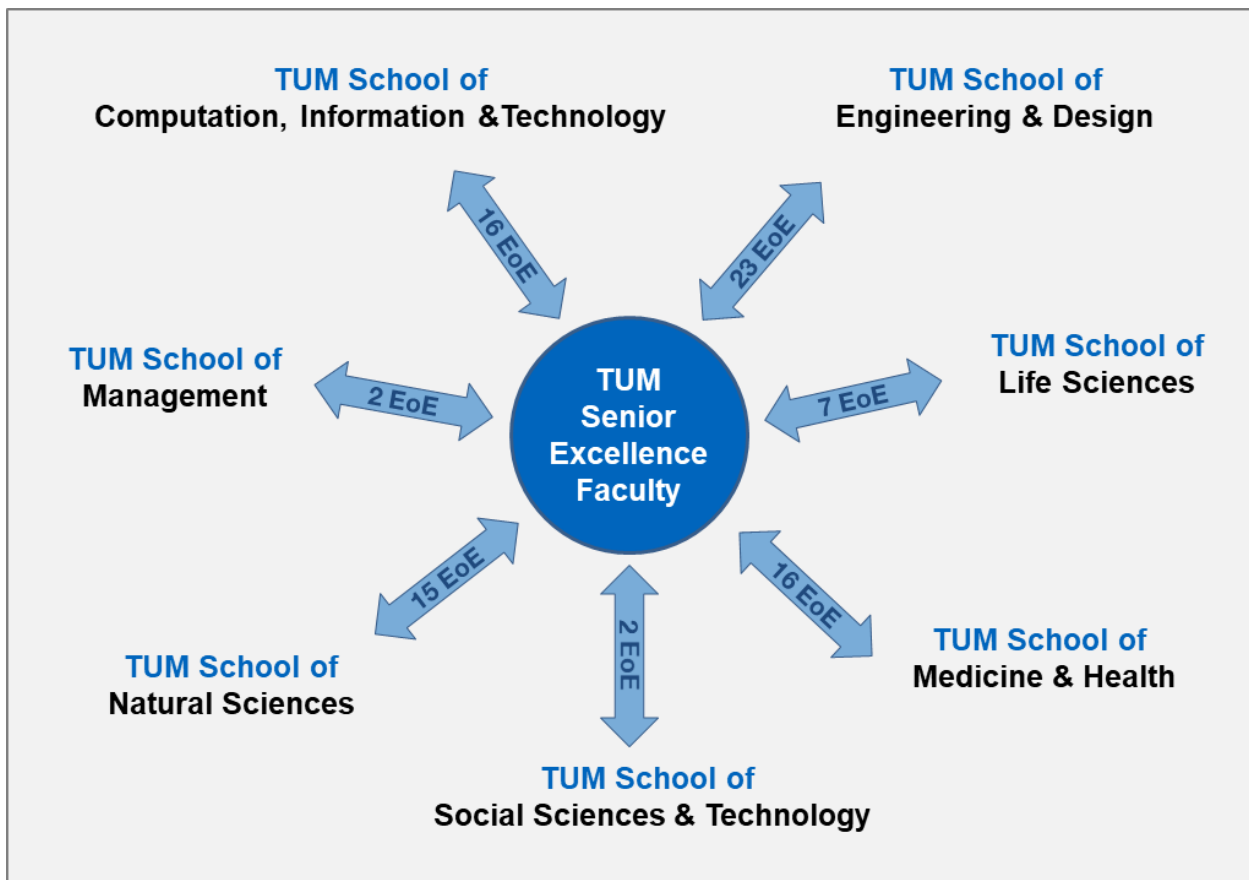 TUM School of
Computation, Information &Technology
TUM School of
Engineering & Design
16 EoE
23 EoE
TUM School of
Management
2 EoE
TUM
Senior
Excellence
Faculty
7 EoE
TUM School of
Life Sciences
15 EoE
2 EoE
16 EoE
TUM School of
Natural Sciences
TUM School of
Medicine & Health
TUM School of
Social Sciences & Technology